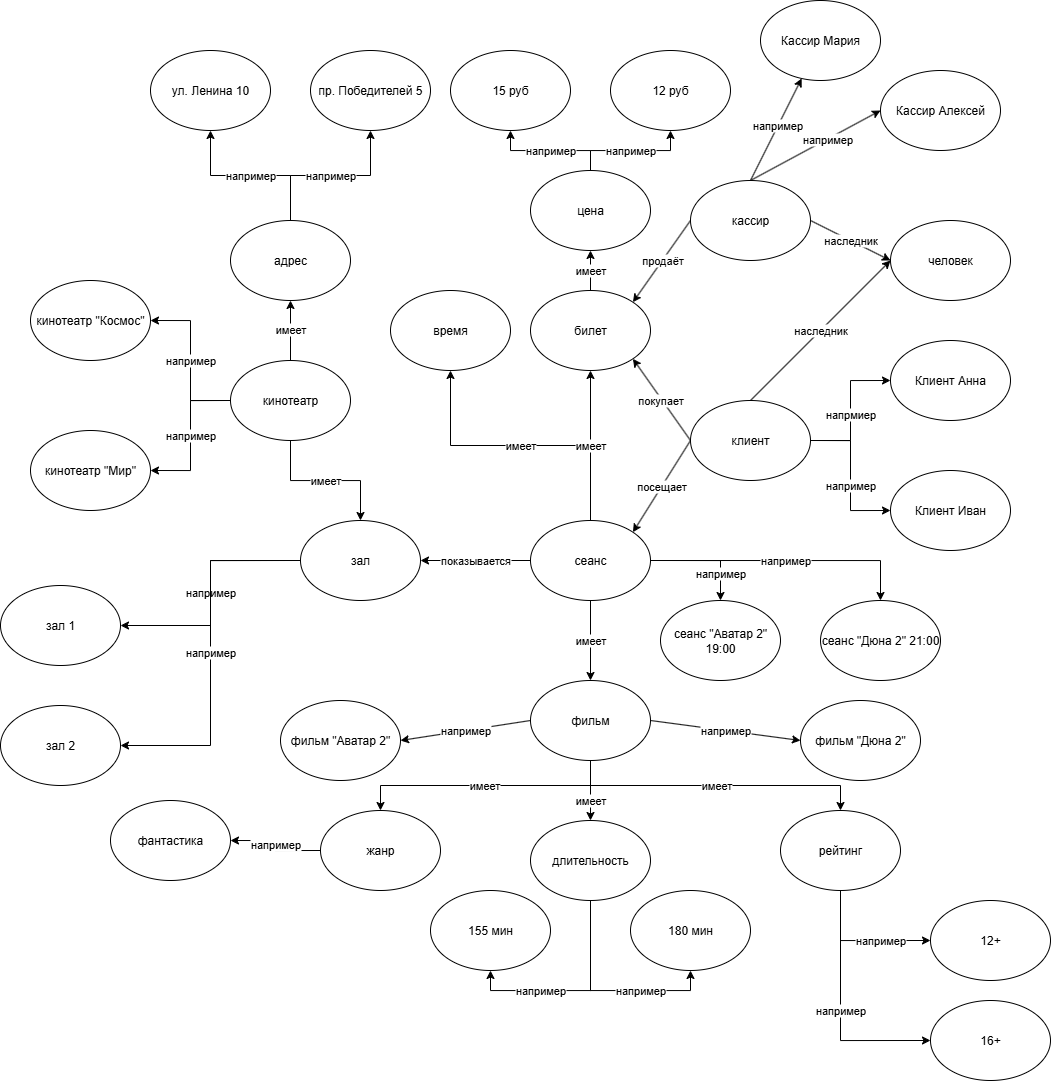 Кассир Мария
ул. Ленина 10
пр. Победителей 5
15 руб
12 руб
Кассир Алексей
например
например
например
например
например
например
цена
кассир
наследник
адрес
продаёт
человек
имеет
кинотеатр "Космос"
имеет
время
билет
наследник
например
кинотеатр
покупает
Клиент Анна
напрмиер
например
клиент
имеет
имеет
кинотеатр "Мир"
имеет
посещает
например
Клиент Иван
зал
показывается
сеанс
например
например
например
зал 1
сеанс "Аватар 2"
19:00
сеанс "Дюна 2" 21:00
имеет
например
фильм
например
например
зал 2
фильм "Аватар 2"
фильм "Дюна 2"
имеет
имеет
имеет
фантастика
например
жанр
длительность
рейтинг
155 мин
180 мин
например
12+
например
например
например
16+